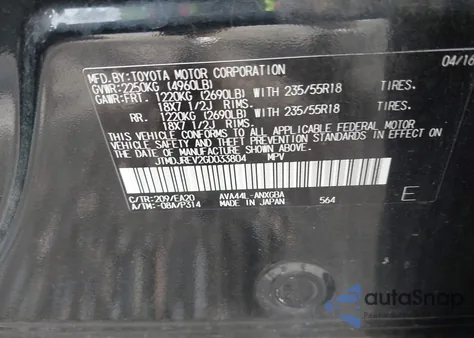 MFD.BY:TOYOTA MOTOR CORPORATION 04/16
GVWR:2250KG (4960LB)
GAWR:FRT. 1220KG (2690LB) WITH 235/55R18 TIRES,
18X7 1/2J RIMS.
RR. 1220KG (2690LB) WITH 235/55R18 TIRES,
18X7 1/2J RIMS.
THIS VEHICLE CONFORMS TO ALL APPLICABLE FEDERAL MOTOR
VEHICLE SAFETY, BUMPER, AND THEFT PREVENTION STANDARDS IN EFFECT
ON THE DATE OF MANUFACTURE SHOWN ABOVE.
JTMDJREV2GD033804 MPV
C/TR:209/EA20 AVA44L-ANXGBA E
A/TM:-08A/P314 MADE IN JAPAN 564
autoSnap